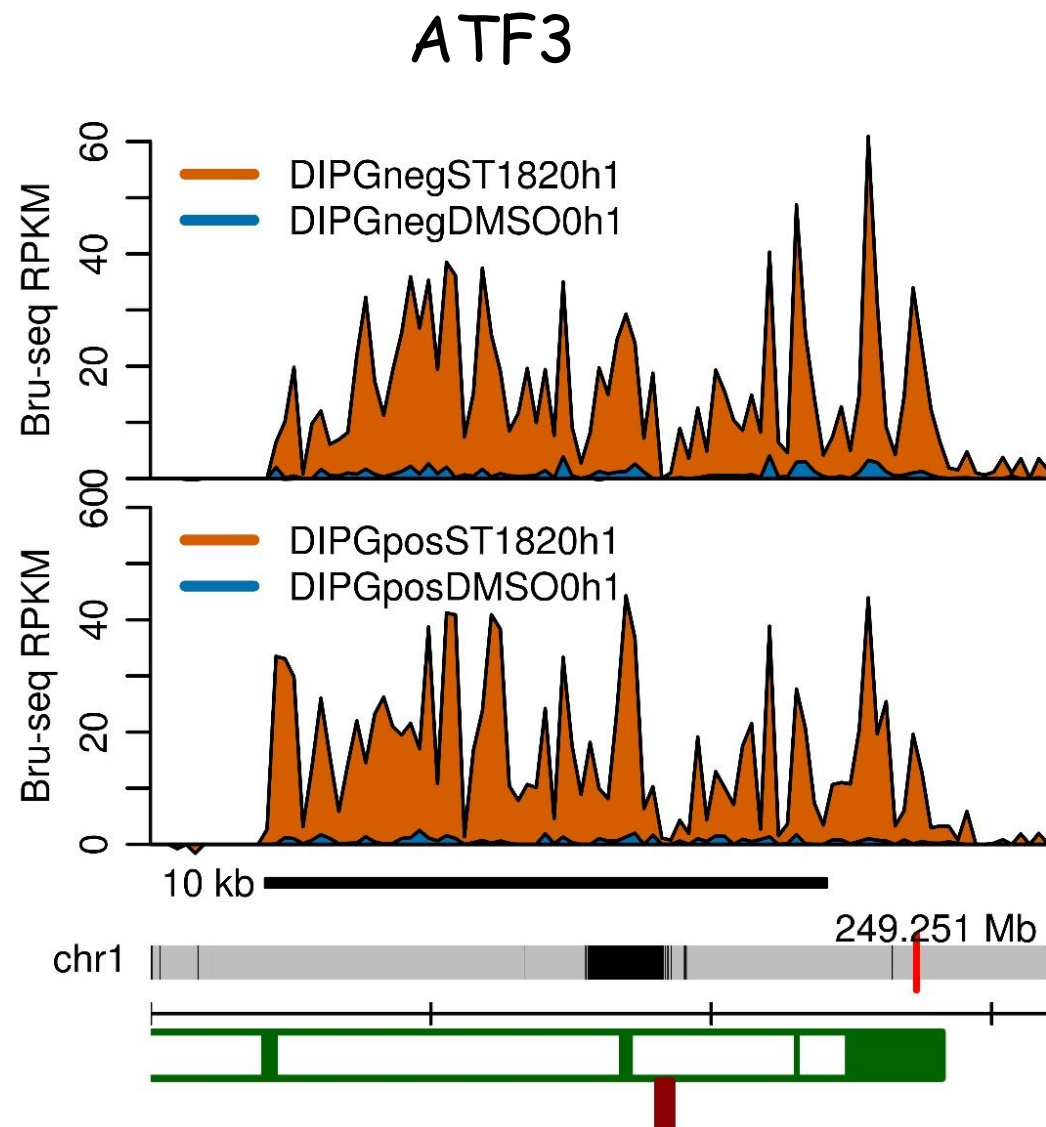 ATF3
60
40
20
0
Bru-seq RPKM
DIPGnegST1820h1
DIPGnegDMSO0h1
60
40
20
0
Bru-seq RPKM
DIPGposST1820h1
DIPGposDMSO0h1
10 kb
249.251 Mb
chr1